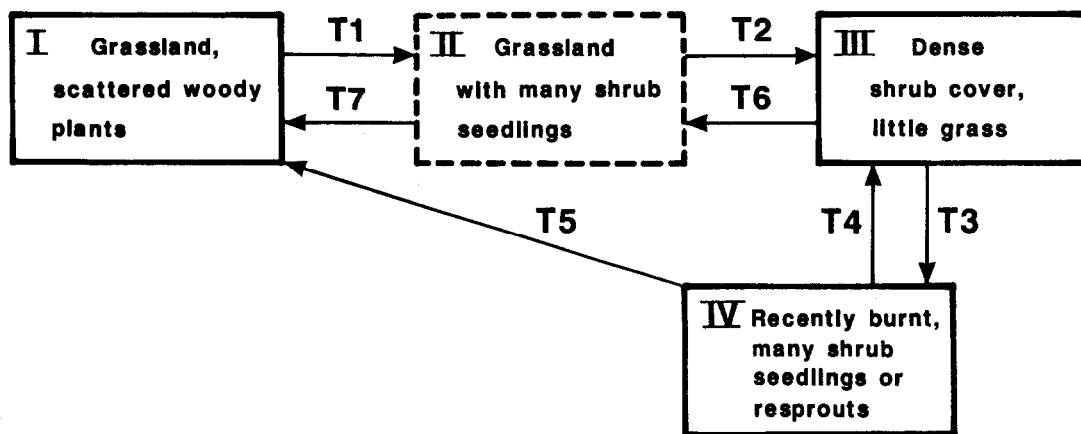 I Grassland,
scattered woody
plants
T1
T7
II Grassland
with many shrub
seedlings
T2
T6
III Dense
shrub cover,
little grass
T5
T4
T3
IV Recently burnt,
many shrub
seedlings or
resprouts